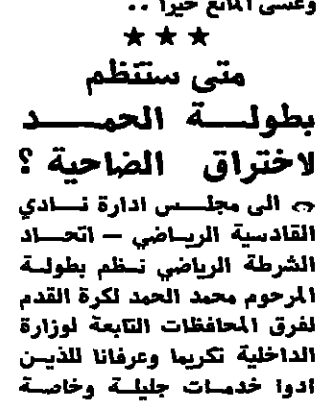 وعسى المانع خيرا ..
★ ★ ★
متى ستنظم
بطولة الحمد
لاختراق الضاحية ؟
الى مجلس ادارة نادي
القادسية الرياضي – اتحاد
الشرطة الرياضي نظم بطولة
المرحوم محمد الحمد لكرة القدم
لفرق المحافظات التابعة لوزارة
الداخلية تكريما وعرفانا للذين
ادوا خدمات جليلة وخاصة